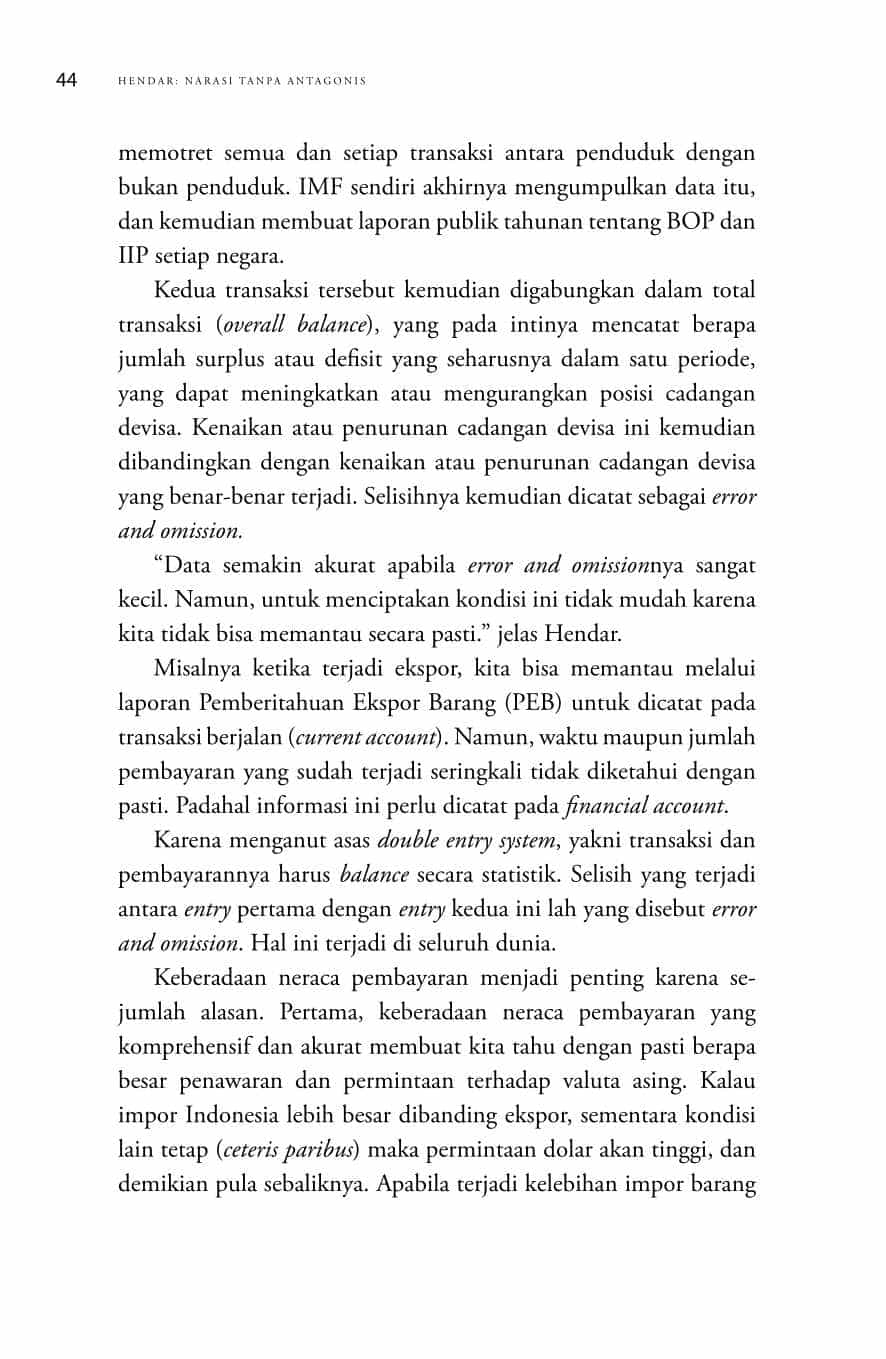 44 HENDAR: NARASI TANPA ANTAGONIS
memotret semua dan setiap transaksi antara penduduk dengan
bukan penduduk. IMF sendiri akhirnya mengumpulkan data itu,
dan kemudian membuat laporan publik tahunan tentang BOP dan
IIP setiap negara.
Kedua transaksi tersebut kemudian digabungkan dalam total
transaksi (overall balance), yang pada intinya mencatat berapa
jumlah surplus atau defisit yang seharusnya dalam satu periode,
yang dapat meningkatkan atau mengurangkan posisi cadangan
devisa. Kenaikan atau penurunan cadangan devisa ini kemudian
dibandingkan dengan kenaikan atau penurunan cadangan devisa
yang benar-benar terjadi. Selisihnya kemudian dicatat sebagai error
and omission.
“Data semakin akurat apabila error and omissionnya sangat
kecil. Namun, untuk menciptakan kondisi ini tidak mudah karena
kita tidak bisa memantau secara pasti.” jelas Hendar.
Misalnya ketika terjadi ekspor, kita bisa memantau melalui
laporan Pemberitahuan Ekspor Barang (PEB) untuk dicatat pada
transaksi berjalan (current account). Namun, waktu maupun jumlah
pembayaran yang sudah terjadi seringkali tidak diketahui dengan
pasti. Padahal informasi ini perlu dicatat pada financial account.
Karena menganut asas double entry system, yakni transaksi dan
pembayarannya harus balance secara statistik. Selisih yang terjadi
antara entry pertama dengan entry kedua ini lah yang disebut error
and omission. Hal ini terjadi di seluruh dunia.
Keberadaan neraca pembayaran menjadi penting karena se-
jumlah alasan. Pertama, keberadaan neraca pembayaran yang
komprehensif dan akurat membuat kita tahu dengan pasti berapa
besar penawaran dan permintaan terhadap valuta asing. Kalau
impor Indonesia lebih besar dibanding ekspor, sementara kondisi
lain tetap (ceteris paribus) maka permintaan dolar akan tinggi, dan
demikian pula sebaliknya. Apabila terjadi kelebihan impor barang